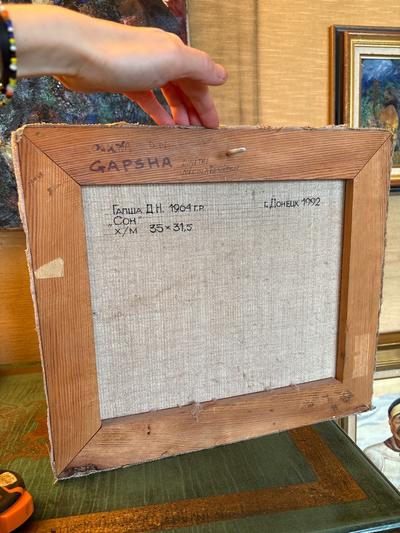 GAPSHA
Гапша Д.Н. 1964 г.р. г. Донецк 1992
"Сон"
х/м 35×31,5